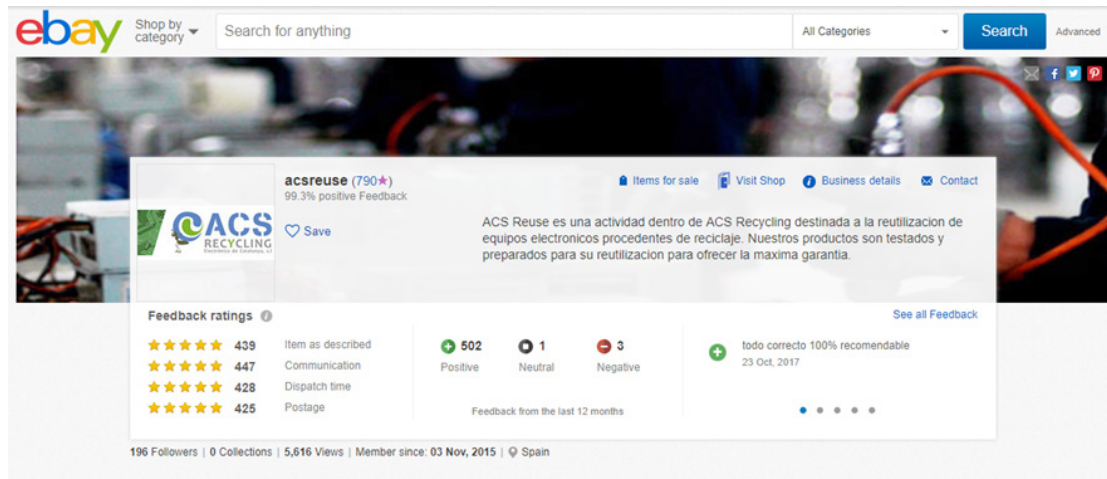 ebay
Shop by
category
Search for anything
All Categories
Search
Advanced
acsreuse (790★)
99.3% positive Feedback
Items for sale
Visit Shop
Business details
Contact
Save
ACS
RECYCLING
ACS Reuse es una actividad dentro de ACS Recycling destinada a la reutilizacion de
equipos electronicos procedentes de reciclaje. Nuestros productos son testados y
preparados para su reutilizacion para ofrecer la maxima garantia.
Feedback ratings
See all Feedback
439 Item as described
447 Communication
428 Dispatch time
425 Postage
502 Positive
1 Neutral
3 Negative
Feedback from the last 12 months
todo correcto 100% recomendable
23 Oct, 2017
196 Followers | 0 Collections | 5,616 Views | Member since: 03 Nov, 2015 | Spain